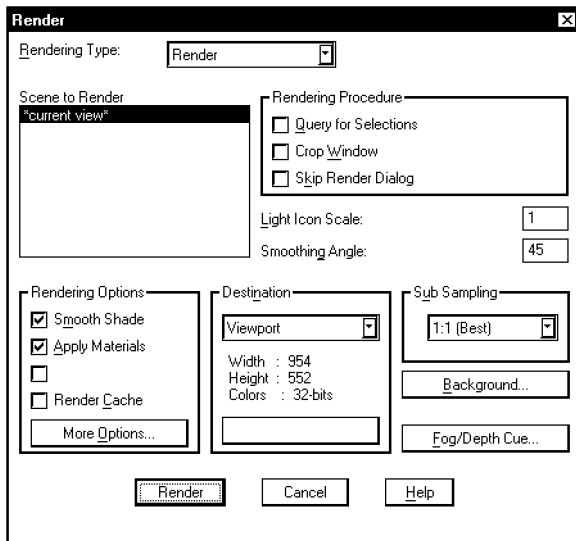 Render
Rendering Type:
Render
Scene to Render
*current view*
Rendering Procedure
Query for Selections
Crop Window
Skip Render Dialog
Light Icon Scale:
1
Smoothing Angle:
45
Rendering Options
Smooth Shade
Apply Materials
Render Cache
More Options...
Destination
Viewport
Width : 954
Height : 552
Colors : 32-bits
Sub Sampling
1:1 (Best)
Background...
Fog/Depth Cue...
Render
Cancel
Help